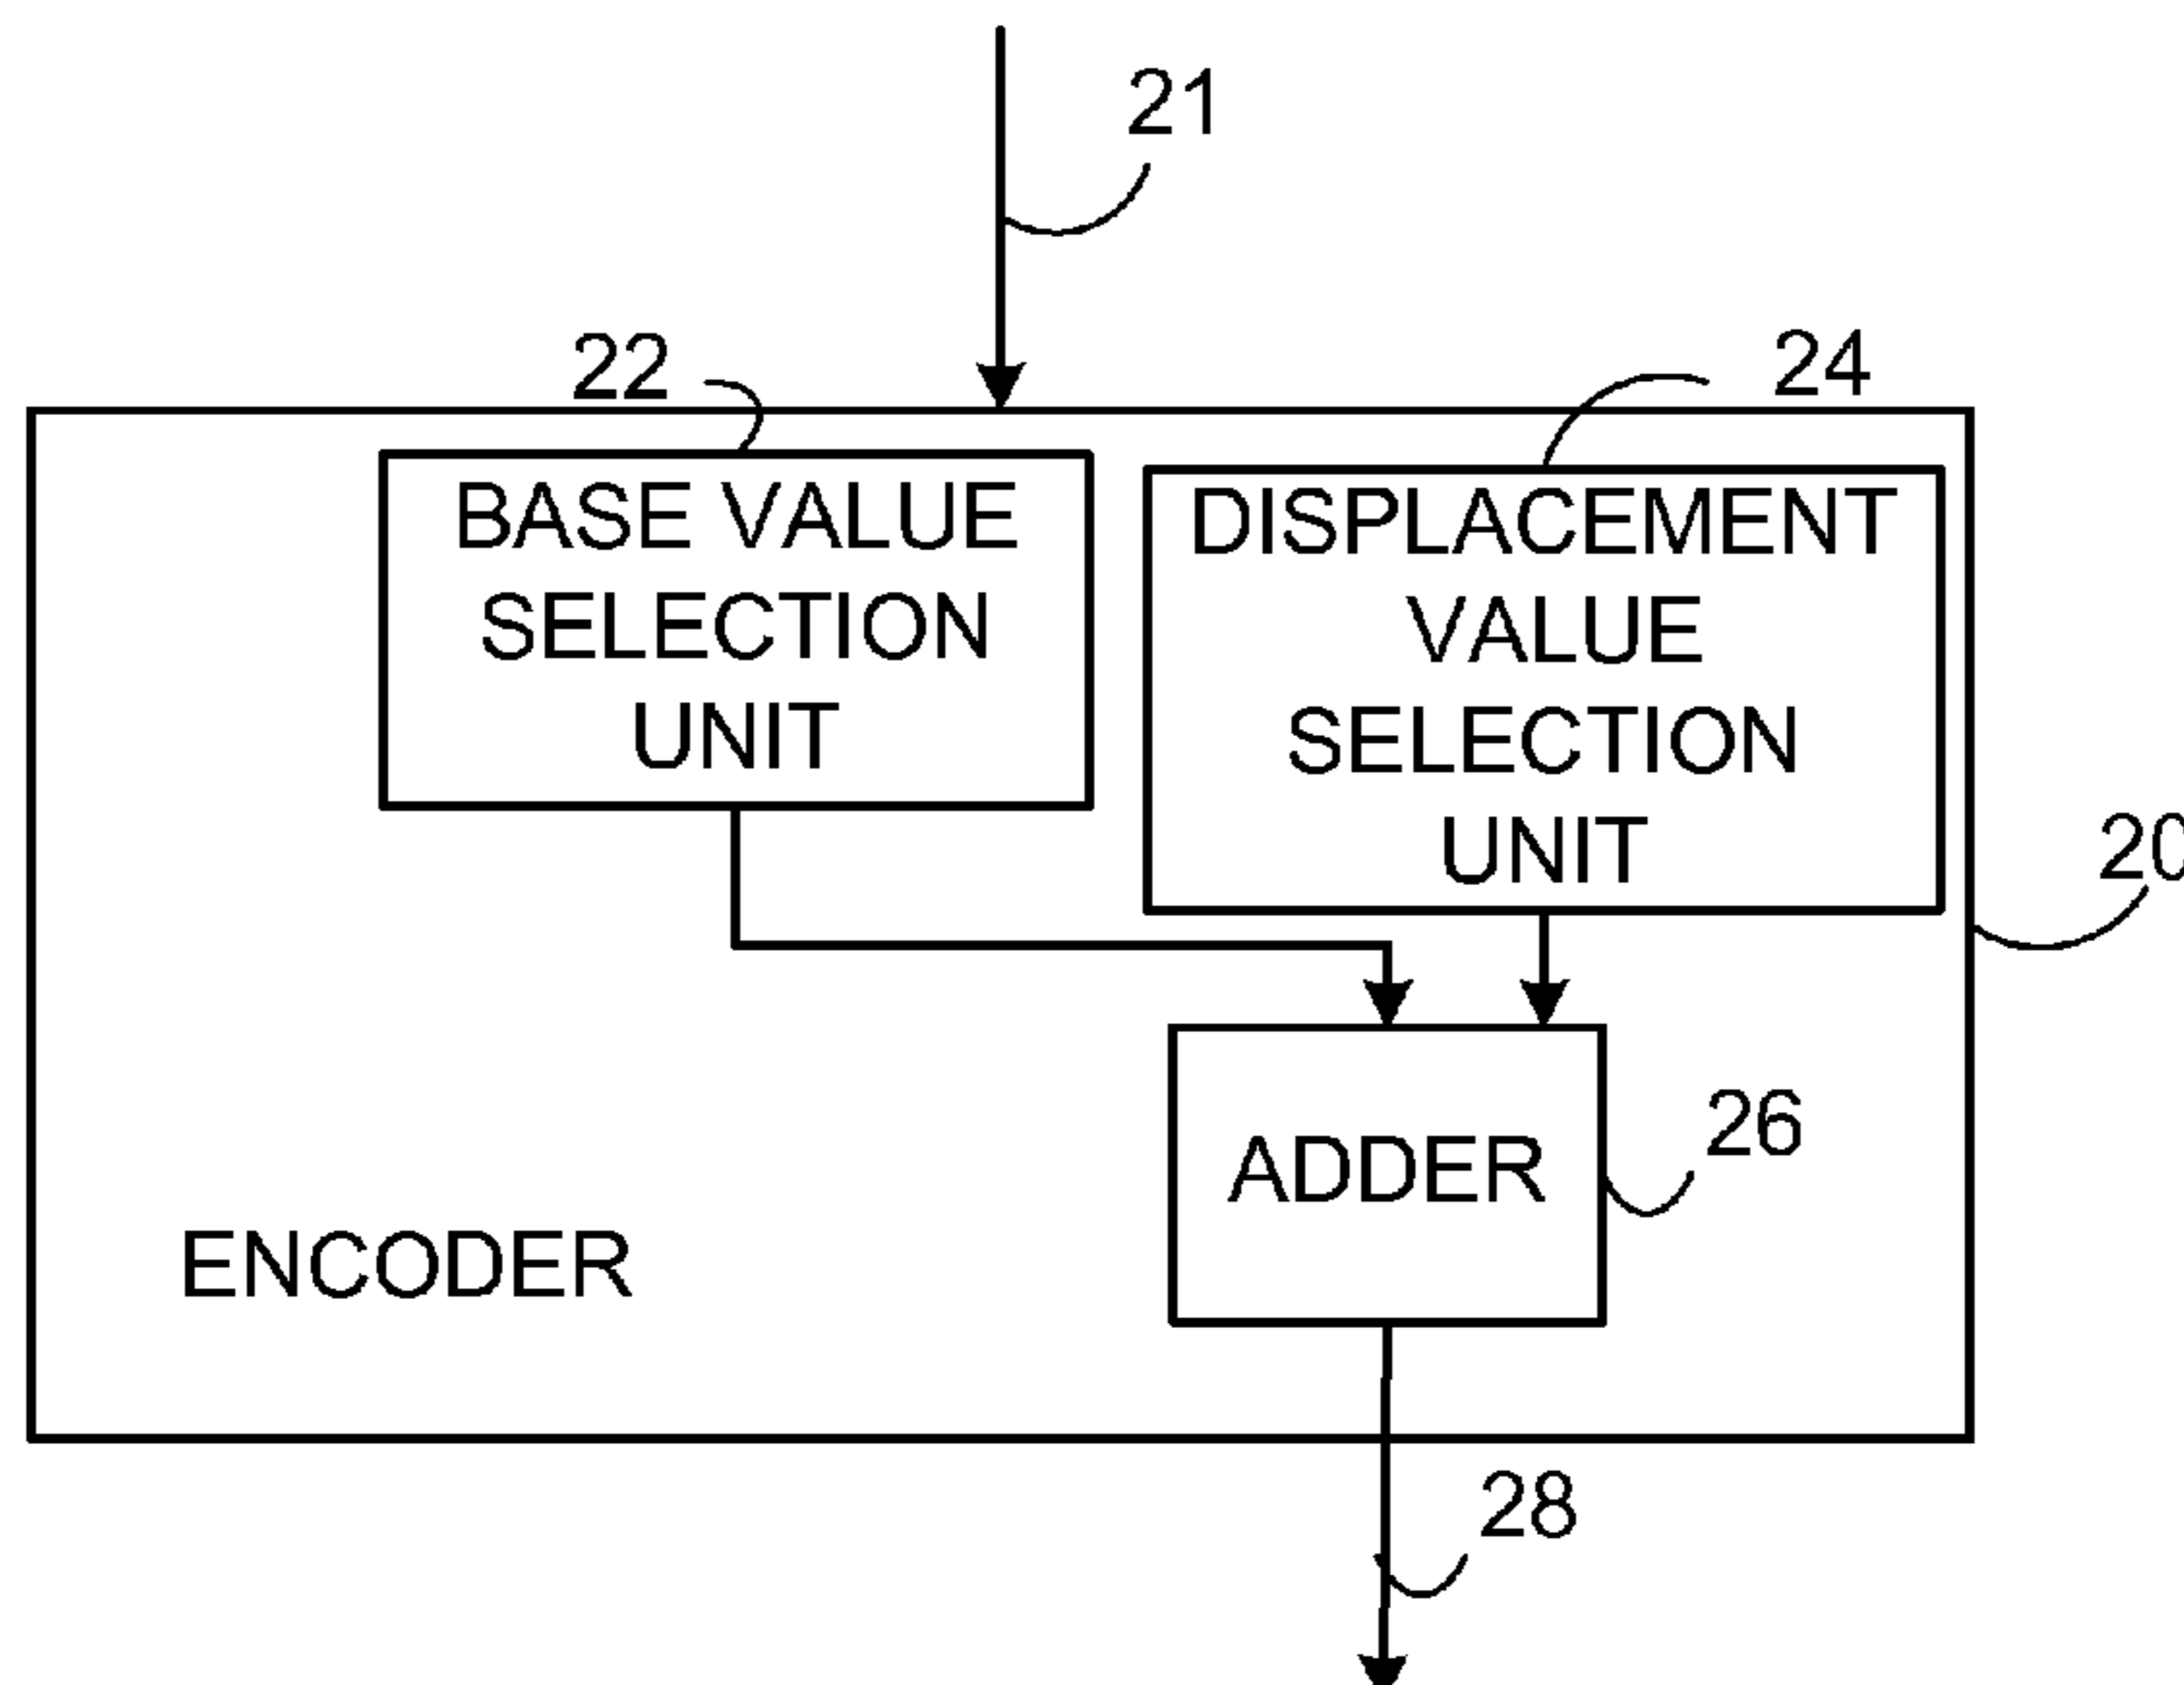 21
22
24
BASE VALUE
SELECTION
UNIT
DISPLACEMENT
VALUE
SELECTION
UNIT
20
ADDER
26
ENCODER
28